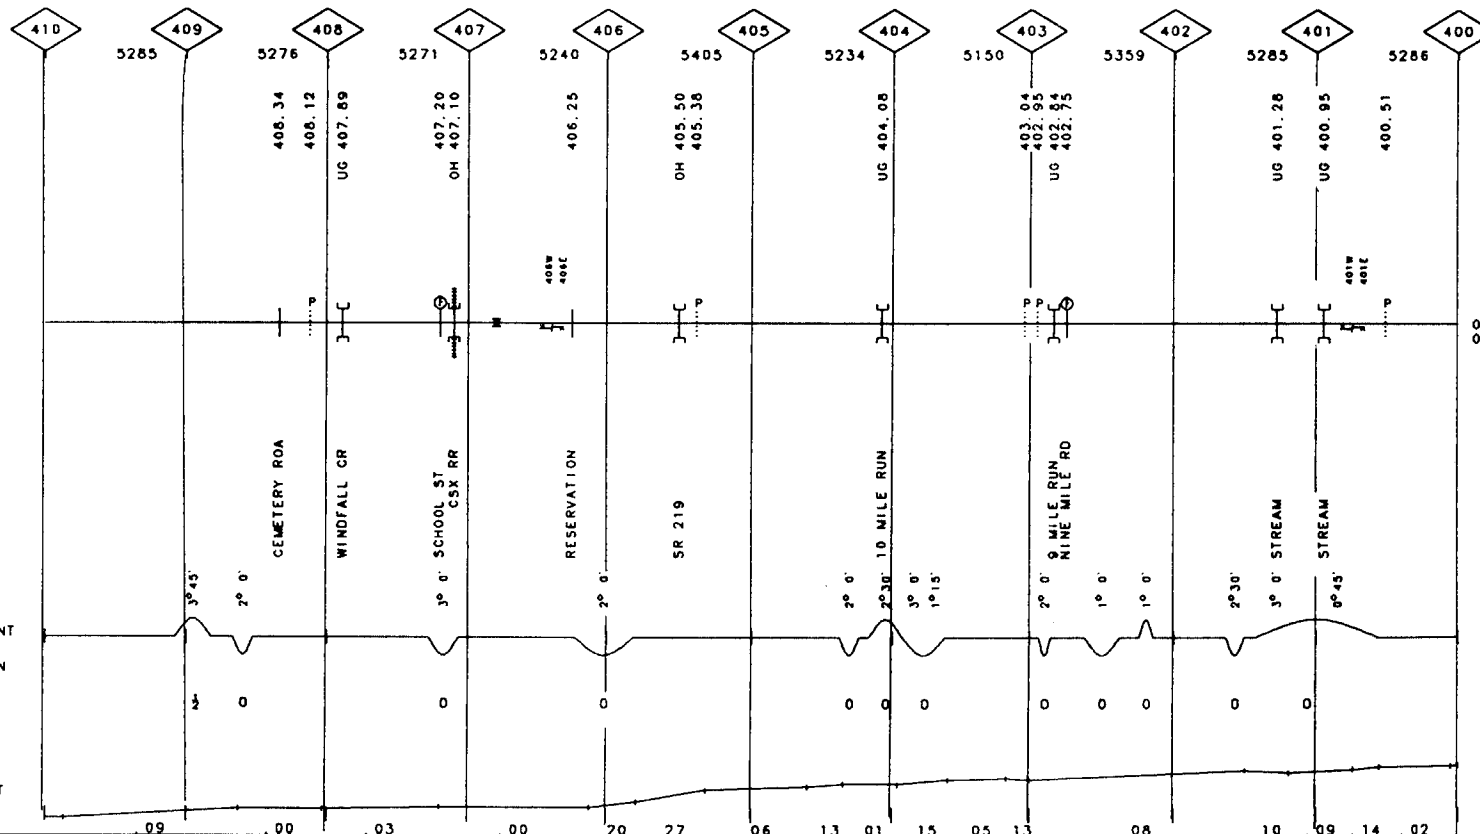 410 409 408 407 406 405 404 403 402 401 400
5285 5276 5271 5240 5405 5234 5150 5359 5285 5286
408.34
408.12
UG 407.89
407.20
OH 407.10
406.25
OH 405.50
405.38
UG 404.08
403.04
402.95
UG 402.84
402.75
UG 401.28
UG 400.95
400.51
406W
406E
401W
401E
P P P P P P P
0
0
CEMETERY ROA
WINDFALL CR
SCHOOL ST
CSX RR
RESERVATION
SR 219
10 MILE RUN
9 MILE RUN
NINE MILE RD
STREAM
STREAM
3° 45'
2° 0'
3° 0'
2° 0'
2° 0'
2° 30'
3° 0'
1° 15'
2° 0'
1° 0'
1° 0'
2° 30'
3° 0'
0° 45'
NT
N
0 0 0 0 0 0 0 0 0 0 0
T
.09 .00 .03 .00 .20 .27 .06 .13 .01 .15 .05 .13 .08 .10 .09 .14 .02